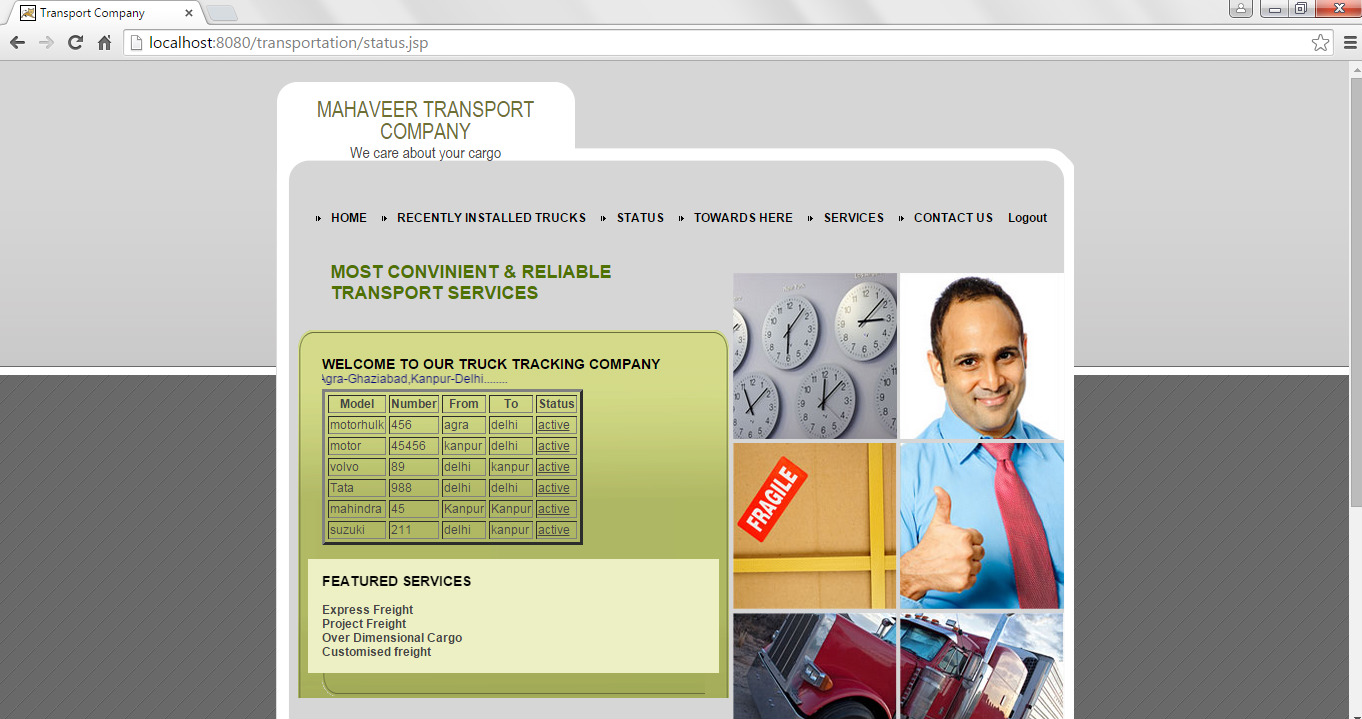 Transport Company
localhost:8080/transportation/status.jsp
MAHAVEER TRANSPORT
COMPANY
We care about your cargo
HOME RECENTLY INSTALLED TRUCKS STATUS TOWARDS HERE SERVICES CONTACT US Logout
MOST CONVINIENT & RELIABLE
TRANSPORT SERVICES
WELCOME TO OUR TRUCK TRACKING COMPANY
Agra-Ghaziabad,Kanpur-Delhi........
Model Number From To Status
motorhulk 456 agra delhi active
motor 45456 kanpur delhi active
volvo 89 delhi kanpur active
Tata 988 delhi delhi active
mahindra 45 Kanpur Kanpur active
suzuki 211 delhi kanpur active
FEATURED SERVICES
Express Freight
Project Freight
Over Dimensional Cargo
Customised freight
FRAGILE